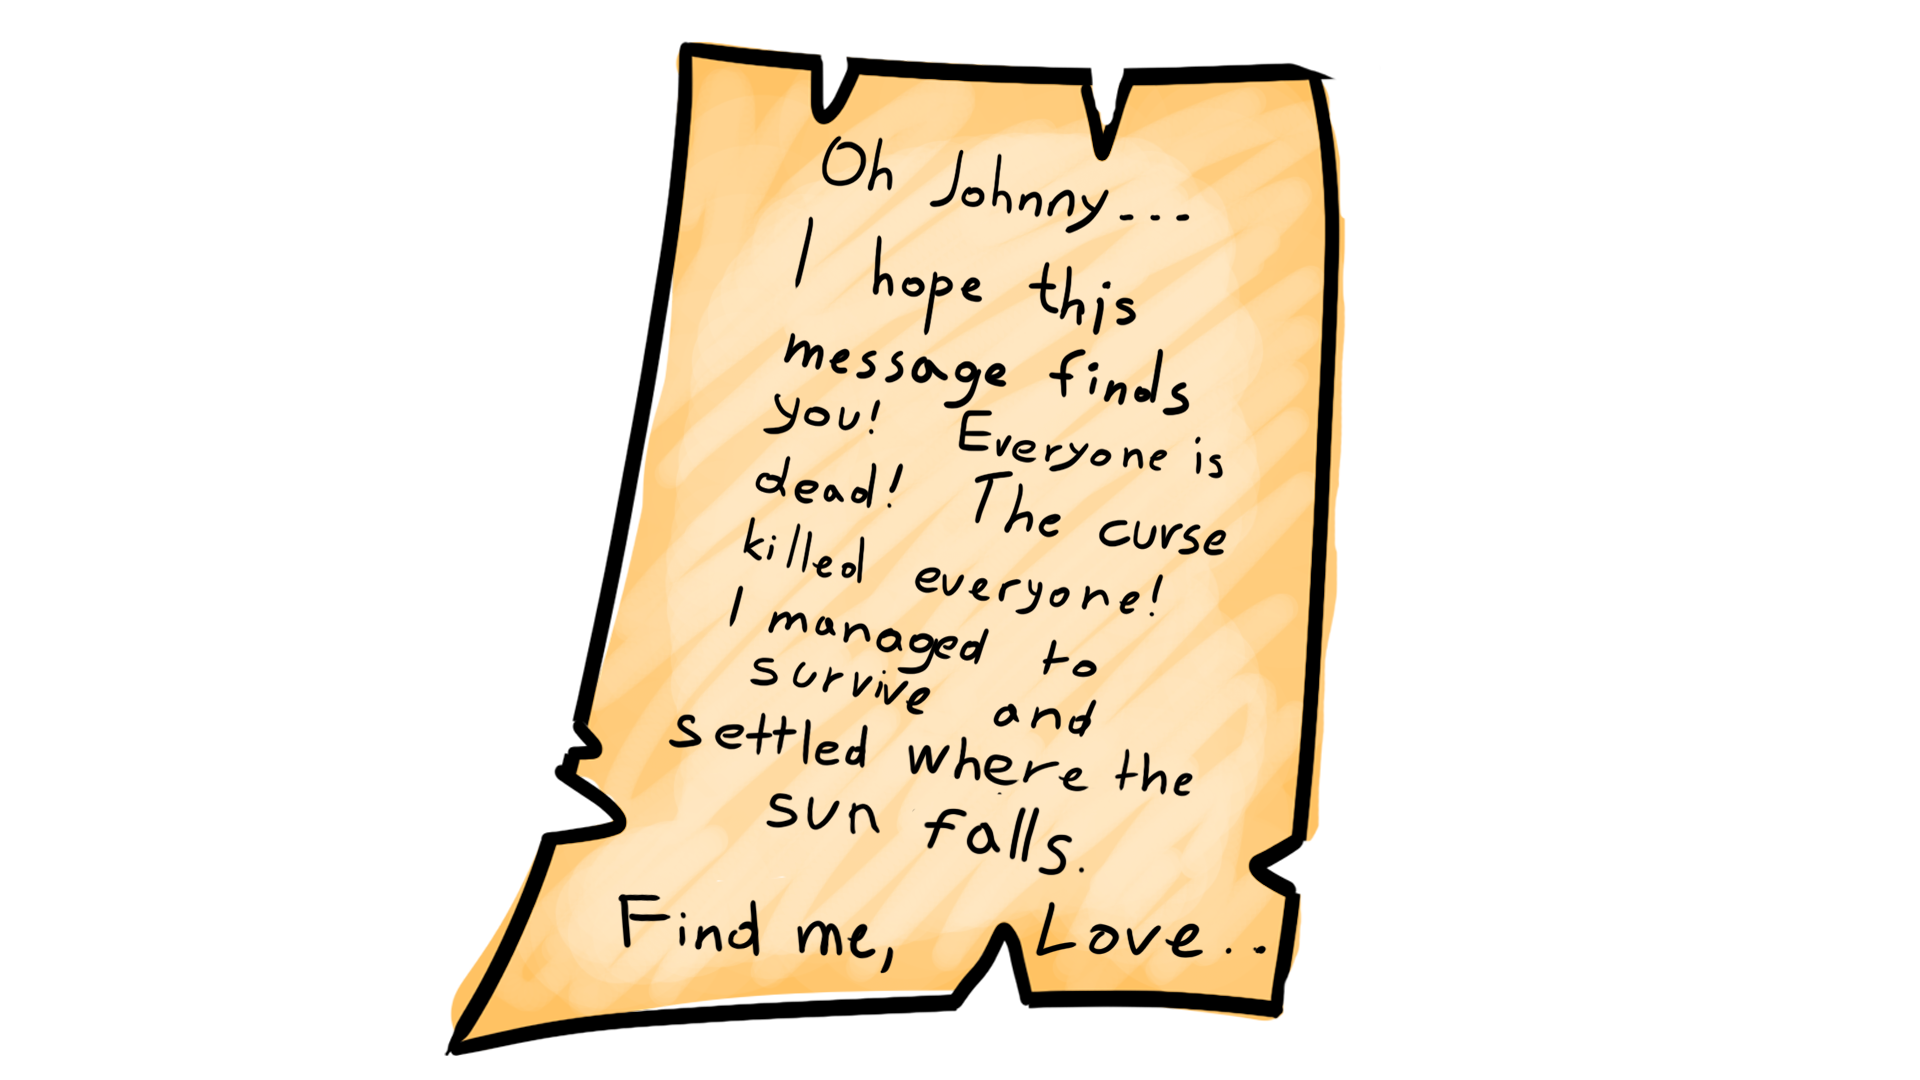 Oh Johnny...
I hope this
message finds
you! Everyone is
dead! The curse
killed everyone!
I managed to
survive and
settled where the
sun falls.
Find me, Love..